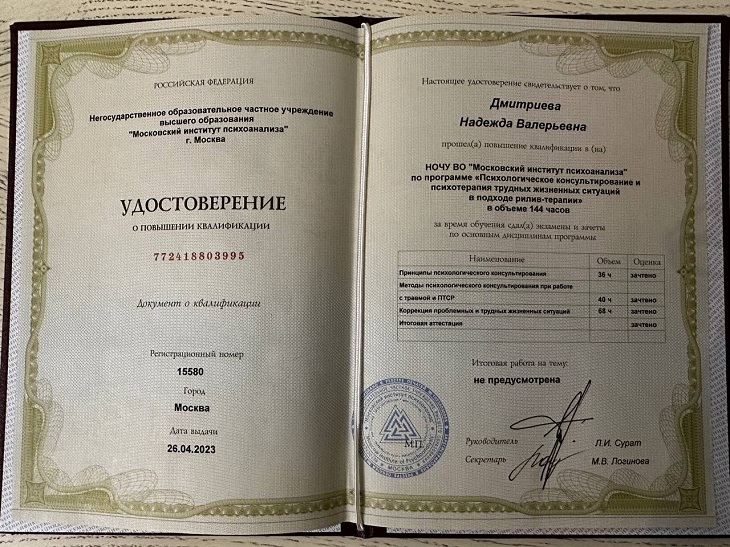 РОССИЙСКАЯ ФЕДЕРАЦИЯ
Негосударственное образовательное частное учреждение
высшего образования
"Московский институт психоанализа"
г. Москва
УДОСТОВЕРЕНИЕ
О ПОВЫШЕНИИ КВАЛИФИКАЦИИ
772418803995
Документ о квалификации
Регистрационный номер
15580
Город
Москва
Дата выдачи
26.04.2023
Настоящее удостоверение свидетельствует о том, что
Дмитриева
Надежда Валерьевна
прошел(а) повышение квалификации в (на)
НОЧУ ВО "Московский институт психоанализа"
по программе «Психологическое консультирование и
психотерапия трудных жизненных ситуаций
в подходе рилив-терапии»
в объеме 144 часов
за время обучения сдал(а) экзамены и зачеты
по основным дисциплинам программы
Наименование Объем Оценка
Принципы психологического консультирования 36 ч зачтено
Методы психологического консультирования при работе
с травмой и ПТСР 40 ч зачтено
Коррекция проблемных и трудных жизненных ситуаций 68 ч зачтено
Итоговая аттестация зачтено
Итоговая работа на тему:
не предусмотрена
М.П.
Руководитель Л.И. Сурат
Секретарь М.В. Логинова